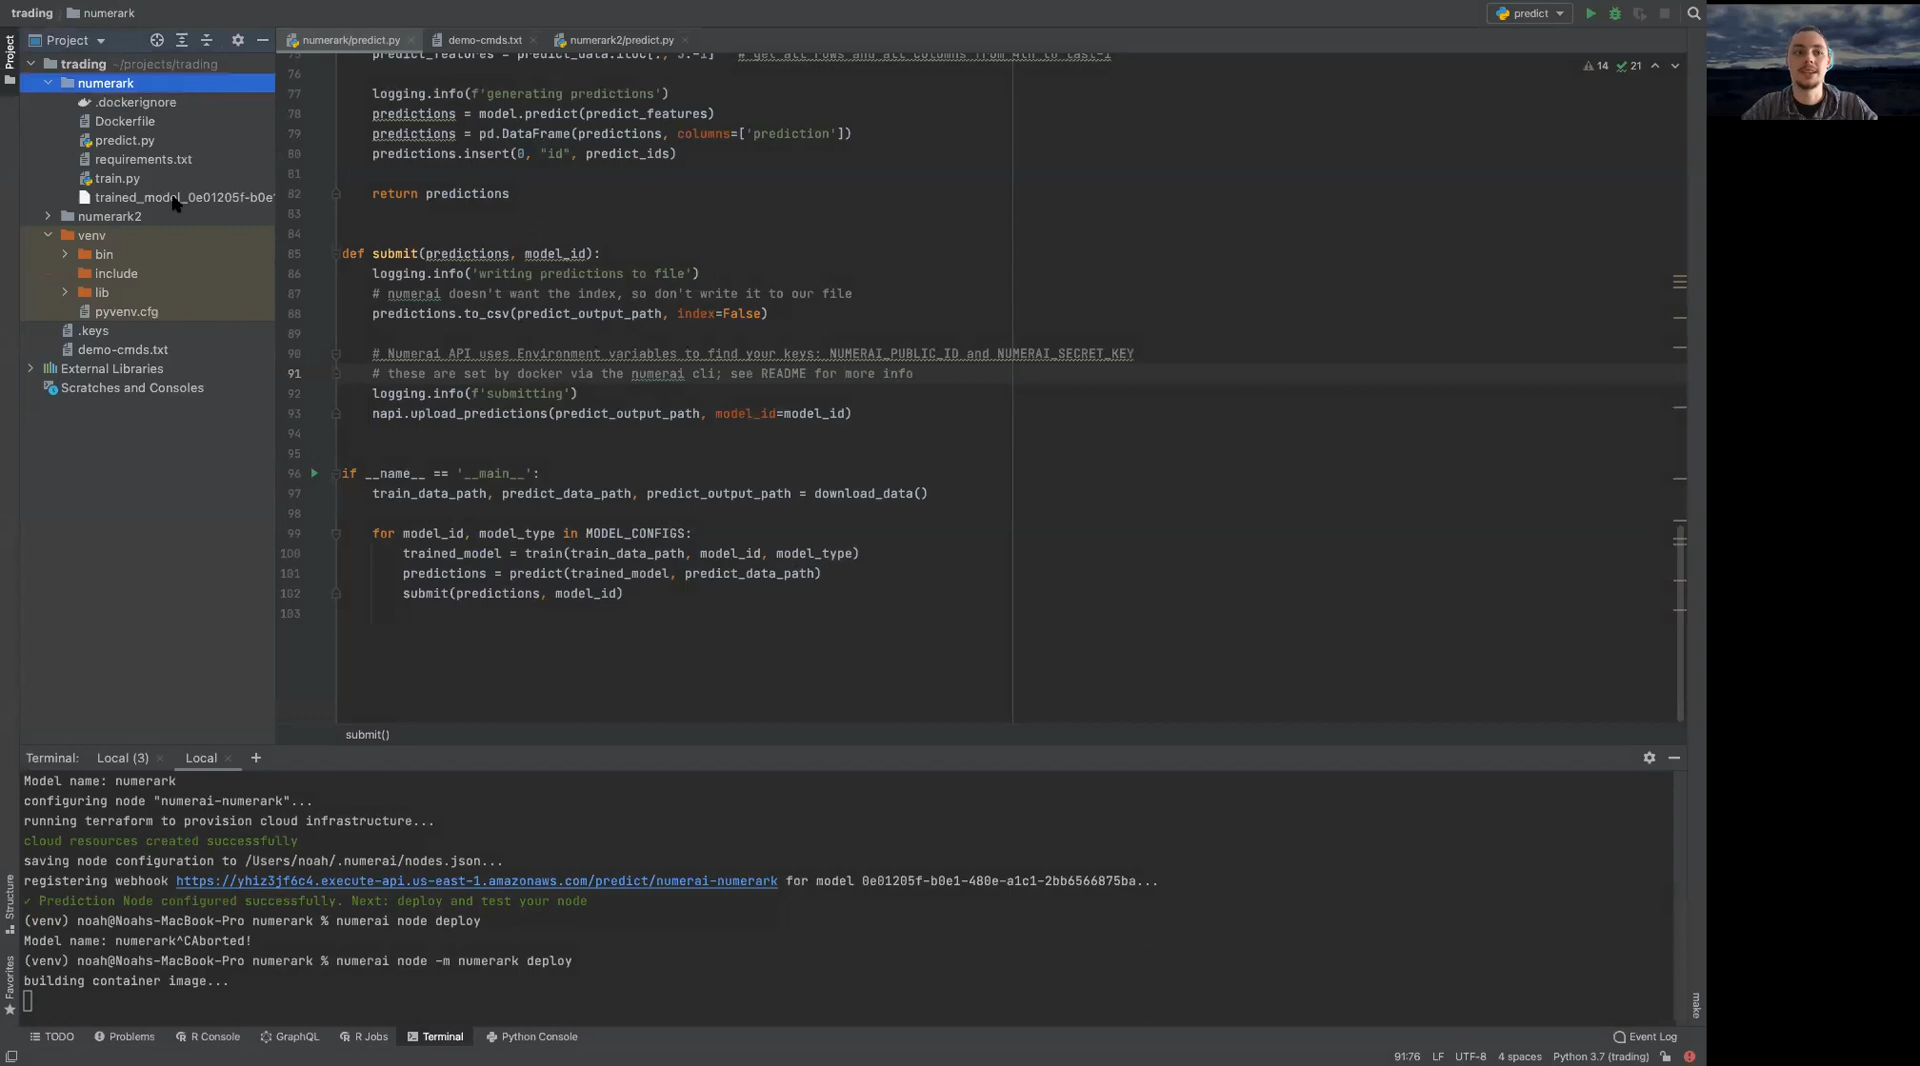 trading
numerark
predict
Project
numerark/predict.py
demo-cmds.txt
numerark2/predict.py
Project
trading ~/projects/trading
numerark
.dockerignore
Dockerfile
predict.py
requirements.txt
train.py
trained_model_0e01205f-b0e1
numerark2
venv
bin
include
lib
pyvenv.cfg
.keys
demo-cmds.txt
External Libraries
Scratches and Consoles
14 21
76
77 logging.info(f'generating predictions')
78 predictions = model.predict(predict_features)
79 predictions = pd.DataFrame(predictions, columns=['prediction'])
80 predictions.insert(0, "id", predict_ids)
81
82 return predictions
83
84
85 def submit(predictions, model_id):
86 logging.info('writing predictions to file')
87 # numerai doesn't want the index, so don't write it to our file
88 predictions.to_csv(predict_output_path, index=False)
89
90 # Numerai API uses Environment variables to find your keys: NUMERAI_PUBLIC_ID and NUMERAI_SECRET_KEY
91 # these are set by docker via the numerai cli; see README for more info
92 logging.info(f'submitting')
93 napi.upload_predictions(predict_output_path, model_id=model_id)
94
95
96 if __name__ == '__main__':
97 train_data_path, predict_data_path, predict_output_path = download_data()
98
99 for model_id, model_type in MODEL_CONFIGS:
100 trained_model = train(train_data_path, model_id, model_type)
101 predictions = predict(trained_model, predict_data_path)
102 submit(predictions, model_id)
103
submit()
Terminal: Local (3) Local
Model name: numerark
configuring node "numerai-numerark"...
running terraform to provision cloud infrastructure...
cloud resources created successfully
saving node configuration to /Users/noah/.numerai/nodes.json...
registering webhook https://yhiz3jf6c4.execute-api.us-east-1.amazonaws.com/predict/numerai-numerark for model 0e01205f-b0e1-480e-a1c1-2bb6566875ba...
✓ Prediction Node configured successfully. Next: deploy and test your node
(venv) noah@Noahs-MacBook-Pro numerark % numerai node deploy
Model name: numerark^CAborted!
(venv) noah@Noahs-MacBook-Pro numerark % numerai node -m numerark deploy
building container image...
Structure
Favorites
make
TODO Problems R Console GraphQL R Jobs Terminal Python Console Event Log
91:76 LF UTF-8 4 spaces Python 3.7 (trading)